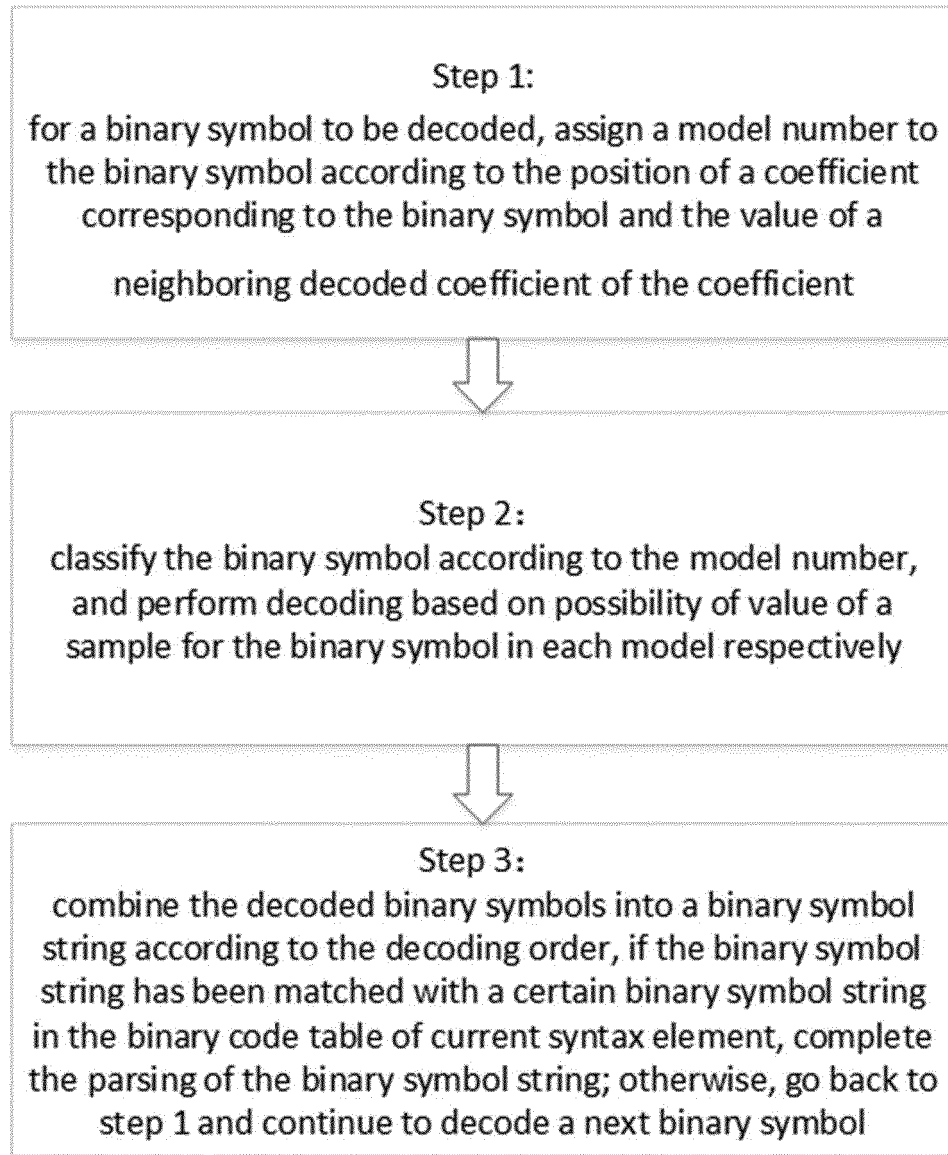 Step 1:
for a binary symbol to be decoded, assign a model number to
the binary symbol according to the position of a coefficient
corresponding to the binary symbol and the value of a
neighboring decoded coefficient of the coefficient
Step 2：
classify the binary symbol according to the model number,
and perform decoding based on possibility of value of a
sample for the binary symbol in each model respectively
Step 3：
combine the decoded binary symbols into a binary symbol
string according to the decoding order, if the binary symbol
string has been matched with a certain binary symbol string
in the binary code table of current syntax element, complete
the parsing of the binary symbol string; otherwise, go back to
step 1 and continue to decode a next binary symbol